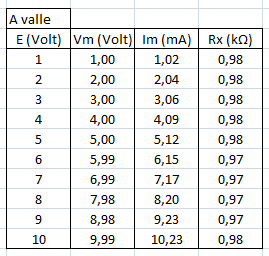 A valle
E (Volt) Vm (Volt) Im (mA) Rx (kΩ)
1 1,00 1,02 0,98
2 2,00 2,04 0,98
3 3,00 3,06 0,98
4 4,00 4,09 0,98
5 5,00 5,12 0,98
6 5,99 6,15 0,97
7 6,99 7,17 0,97
8 7,98 8,20 0,97
9 8,98 9,23 0,97
10 9,99 10,23 0,98